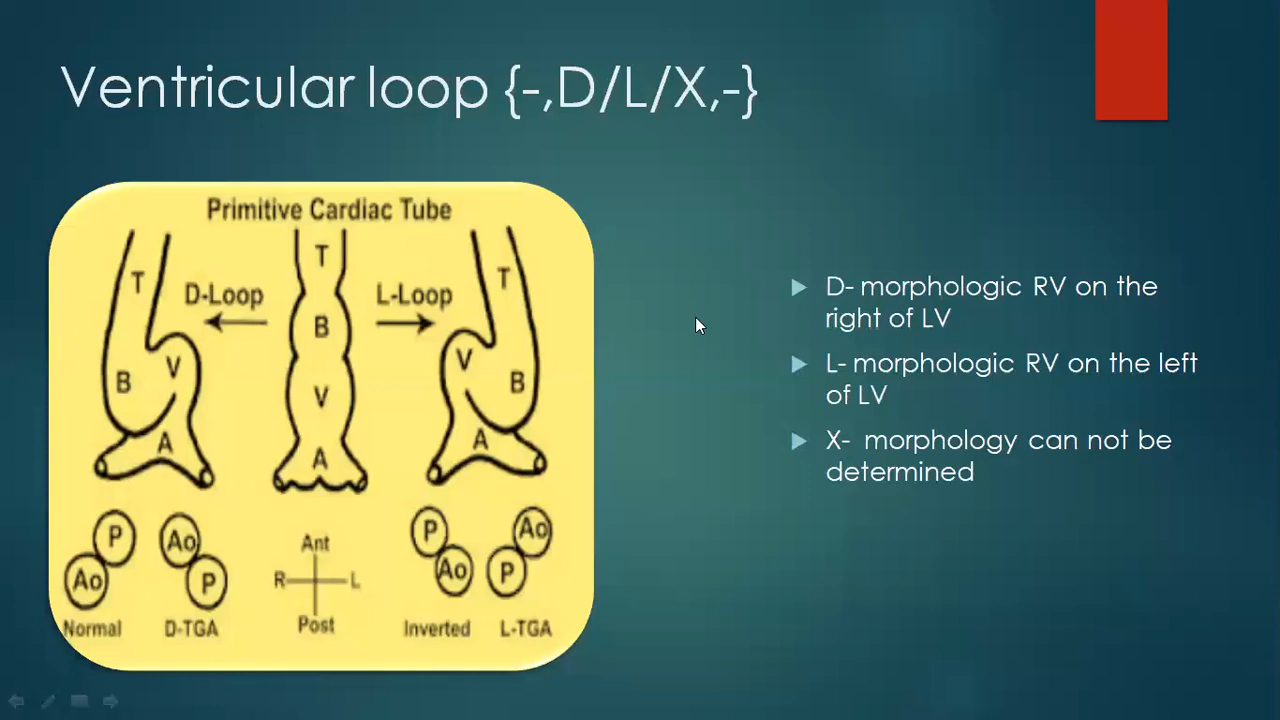 Ventricular loop {-,D/L/X,-}
Primitive Cardiac Tube
T
D-Loop
T
L-Loop
T
B
V
B
V
A
B
V
A
V
B
A
P
Ao
Normal
Ao
P
D-TGA
Ant
R
L
Post
P
Ao
Inverted
Ao
P
L-TGA
D- morphologic RV on the
right of LV
L- morphologic RV on the left
of LV
X- morphology can not be
determined